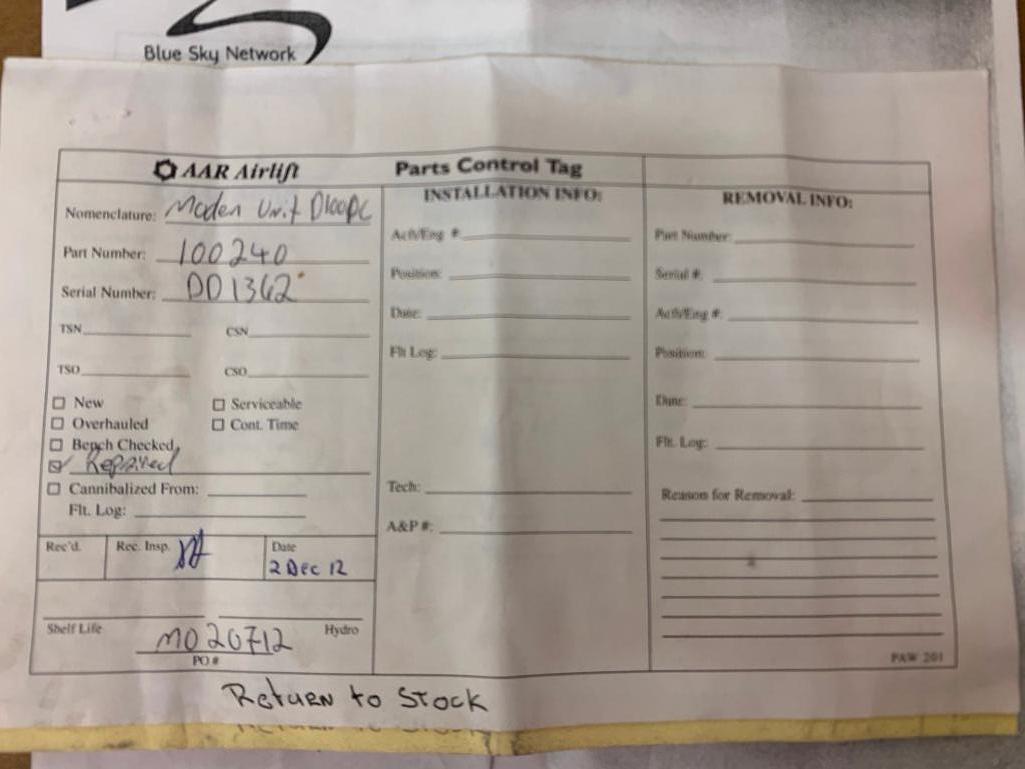 Blue Sky Network
AAR Airlift
Parts Control Tag
Nomenclature: Moden Unit D100DC
Part Number: 100240
Serial Number: DD1362
TSN
CSN
TSO
CSO
New
Serviceable
Overhauled
Cont. Time
Bench Checked
Repaired
Cannibalized From:
Flt. Log:
Rec'd.
Rec. Insp.
Date
2 Dec 12
Shelf Life
Hydro
MO20712
PO #
INSTALLATION INFO:
Acft/Eng #
Position:
Date:
Flt Log:
Tech:
A&P #:
REMOVAL INFO:
Part Number:
Serial #:
Acft/Eng #:
Position:
Date:
Flt. Log:
Reason for Removal:
PAW 201
Return to Stock